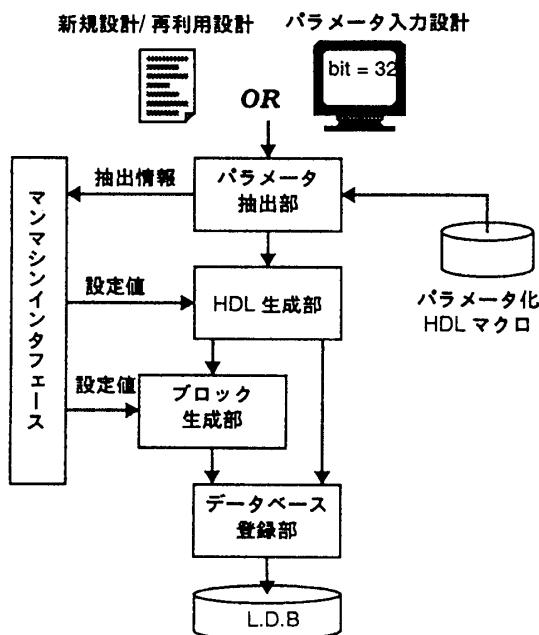 新規設計/ 再利用設計
パラメータ入力設計
bit = 32
OR
抽出情報
パラメータ
抽出部
マンマシンインタフェース
設定値
HDL 生成部
パラメータ化
HDL マクロ
設定値
ブロック
生成部
データベース
登録部
L.D.B